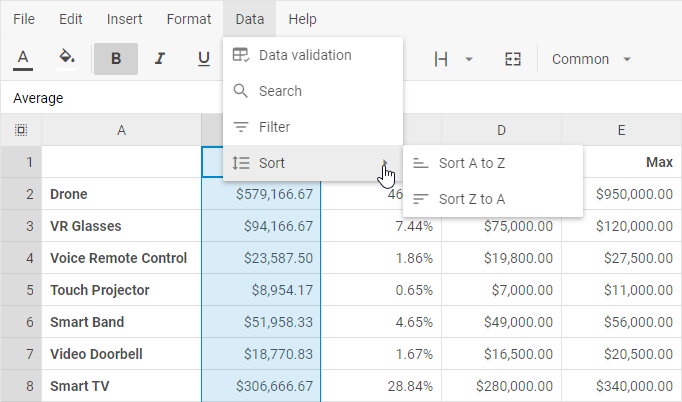 File Edit Insert Format Data Help
A B I U Common
Data validation
Search
Filter
Sort
Sort A to Z
Sort Z to A
Average
A D E
1 Max
2 Drone $579,166.67 46 $950,000.00
3 VR Glasses $94,166.67 7.44% $75,000.00 $120,000.00
4 Voice Remote Control $23,587.50 1.86% $19,800.00 $27,500.00
5 Touch Projector $8,954.17 0.65% $7,000.00 $11,000.00
6 Smart Band $51,958.33 4.65% $49,000.00 $56,000.00
7 Video Doorbell $18,770.83 1.67% $16,500.00 $20,500.00
8 Smart TV $306,666.67 28.84% $280,000.00 $340,000.00